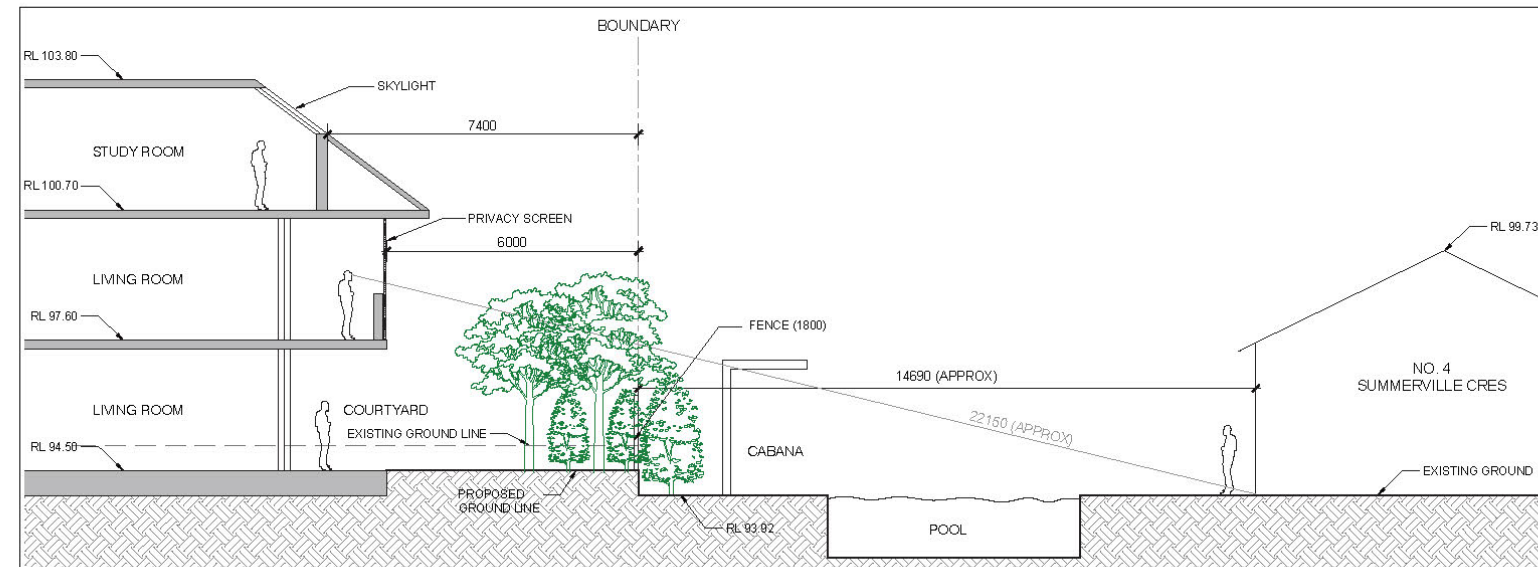 BOUNDARY
RL 103.80
SKYLIGHT
7400
STUDY ROOM
RL 100.70
PRIVACY SCREEN
6000
RL 99.73
LIVING ROOM
RL 97.60
FENCE (1800)
14690 (APPROX)
NO. 4
SUMMERVILLE CRES
LIVING ROOM
COURTYARD
22150 (APPROX)
EXISTING GROUND LINE
RL 94.50
CABANA
EXISTING GROUND
PROPOSED
GROUND LINE
RL 93.92
POOL